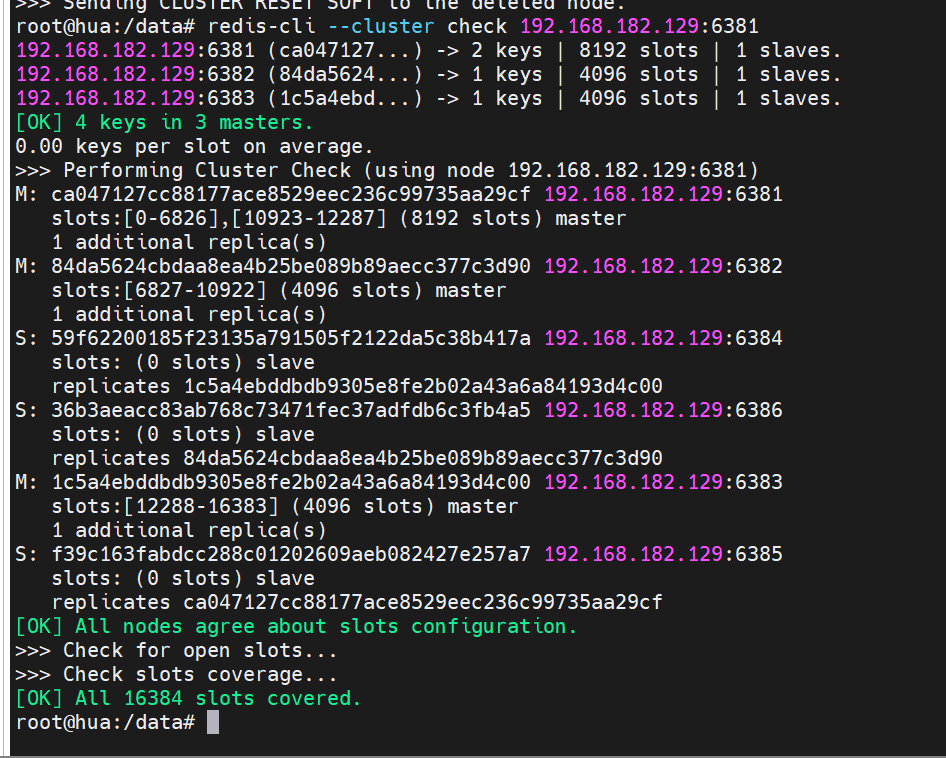 >>> Sending CLUSTER RESET SOFT to the deleted node.
root@hua:/data# redis-cli --cluster check 192.168.182.129:6381
192.168.182.129:6381 (ca047127...) -> 2 keys | 8192 slots | 1 slaves.
192.168.182.129:6382 (84da5624...) -> 1 keys | 4096 slots | 1 slaves.
192.168.182.129:6383 (1c5a4ebd...) -> 1 keys | 4096 slots | 1 slaves.
[OK] 4 keys in 3 masters.
0.00 keys per slot on average.
>>> Performing Cluster Check (using node 192.168.182.129:6381)
M: ca047127cc88177ace8529eec236c99735aa29cf 192.168.182.129:6381
   slots:[0-6826],[10923-12287] (8192 slots) master
   1 additional replica(s)
M: 84da5624cbdaa8ea4b25be089b89aecc377c3d90 192.168.182.129:6382
   slots:[6827-10922] (4096 slots) master
   1 additional replica(s)
S: 59f62200185f23135a791505f2122da5c38b417a 192.168.182.129:6384
   slots: (0 slots) slave
   replicates 1c5a4ebddbdb9305e8fe2b02a43a6a84193d4c00
S: 36b3aeacc83ab768c73471fec37adfdb6c3fb4a5 192.168.182.129:6386
   slots: (0 slots) slave
   replicates 84da5624cbdaa8ea4b25be089b89aecc377c3d90
M: 1c5a4ebddbdb9305e8fe2b02a43a6a84193d4c00 192.168.182.129:6383
   slots:[12288-16383] (4096 slots) master
   1 additional replica(s)
S: f39c163fabdcc288c01202609aeb082427e257a7 192.168.182.129:6385
   slots: (0 slots) slave
   replicates ca047127cc88177ace8529eec236c99735aa29cf
[OK] All nodes agree about slots configuration.
>>> Check for open slots...
>>> Check slots coverage...
[OK] All 16384 slots covered.
root@hua:/data#